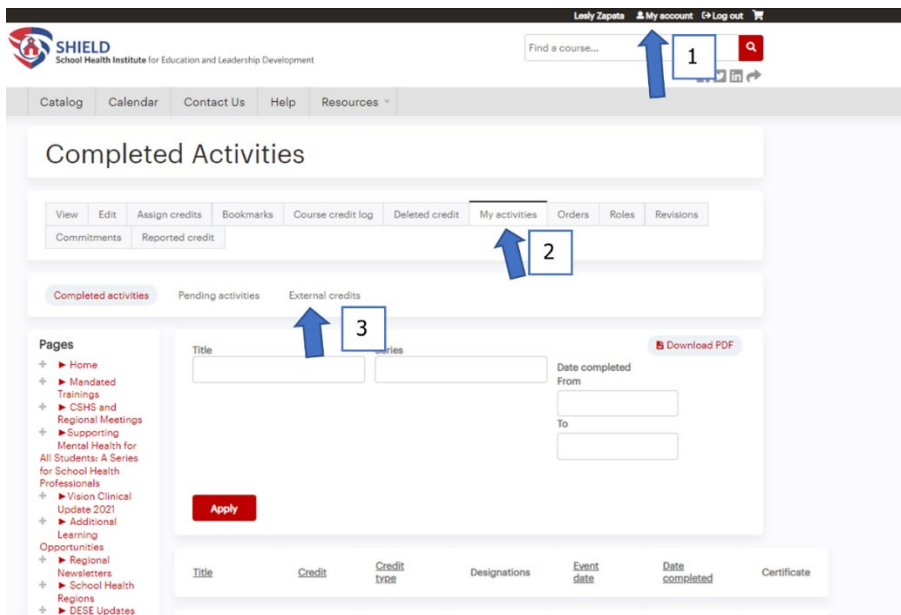 Lesly Zapata My account Log out
SHIELD
School Health Institute for Education and Leadership Development
Find a course...
1
Catalog Calendar Contact Us Help Resources
Completed Activities
View Edit Assign credits Bookmarks Course credit log Deleted credit My activities Orders Roles Revisions
Commitments Reported credit
2
Completed activities Pending activities External credits
3
Pages
Home
Mandated
Trainings
CSHS and
Regional Meetings
Supporting
Mental Health for
All Students: A Series
for School Health
Professionals
Vision Clinical
Update 2021
Additional
Learning
Opportunities
Regional
Newsletters
School Health
Regions
DESE Updates
Download PDF
Title
Date completed
From
To
Apply
Title Credit Credit type Designations Event date Date completed Certificate